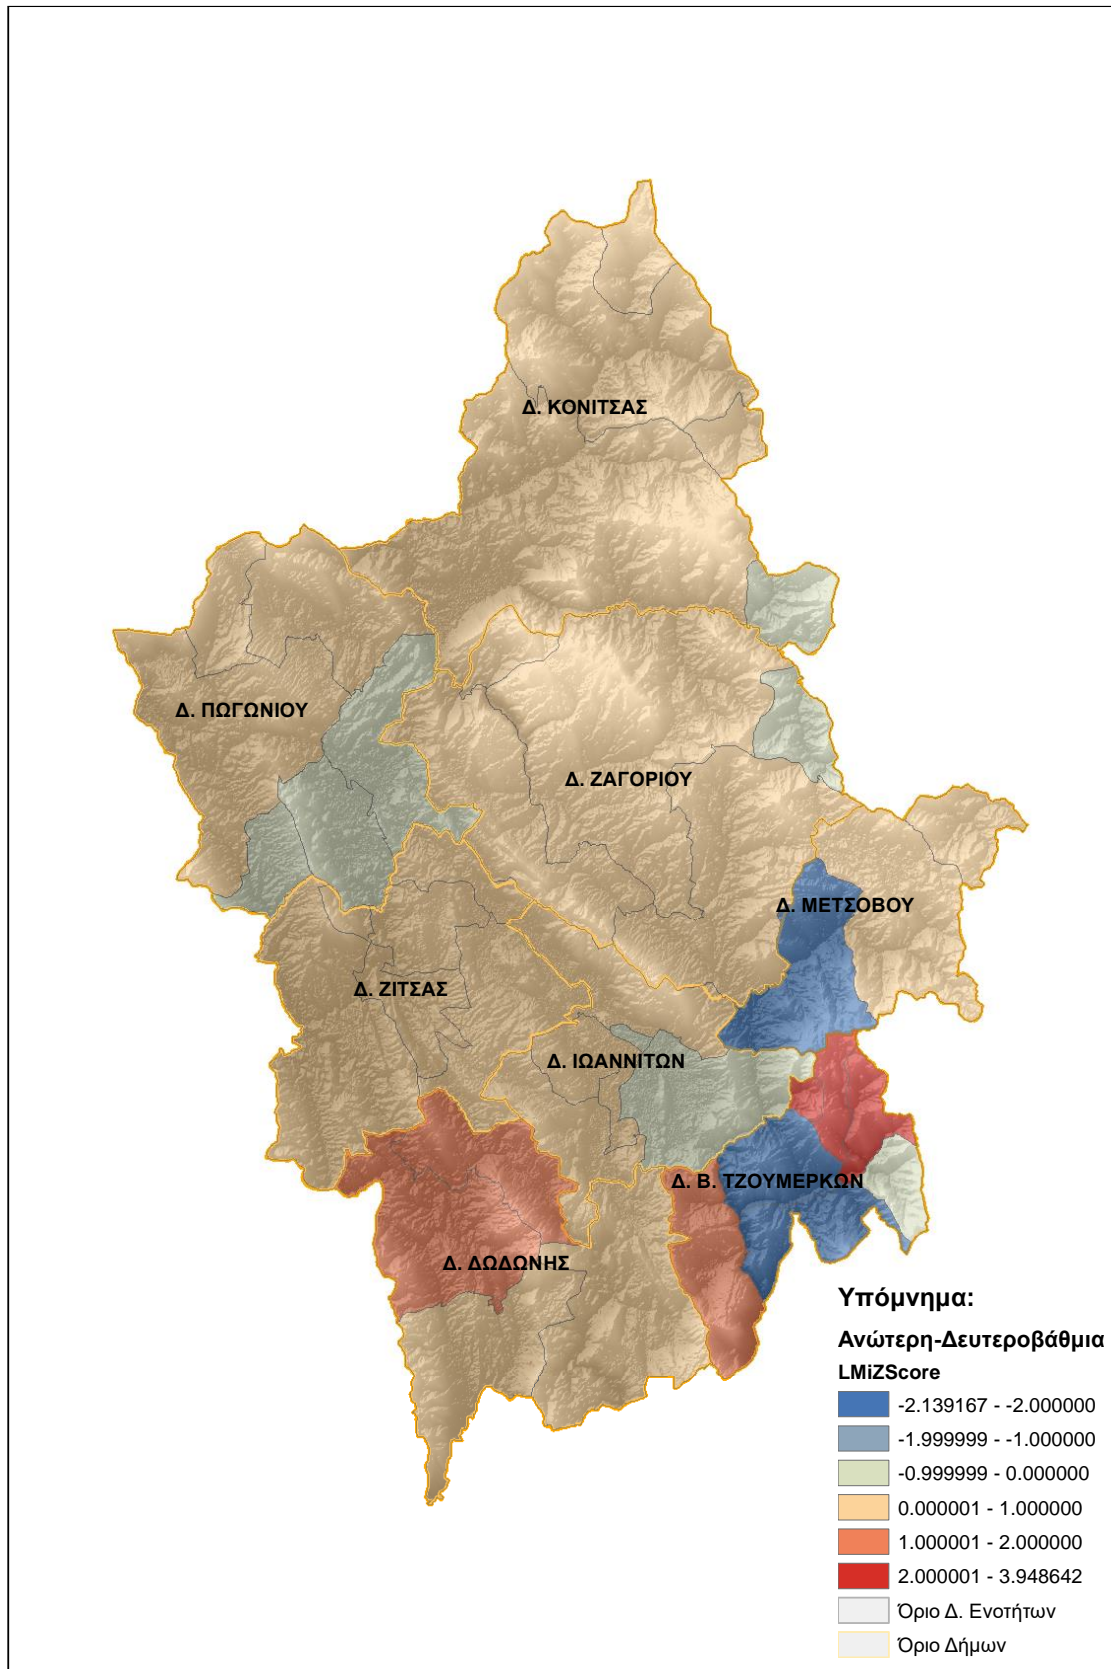 Δ. ΚΟΝΙΤΣΑΣ
Δ. ΠΩΓΩΝΙΟΥ
Δ. ΖΑΓΟΡΙΟΥ
Δ. ΜΕΤΣΟΒΟΥ
Δ. ΖΙΤΣΑΣ
Δ. ΙΩΑΝΝΙΤΩΝ
Δ. Β. ΤΖΟΥΜΕΡΚΩΝ
Δ. ΔΩΔΩΝΗΣ
Υπόμνημα:
Ανώτερη-Δευτεροβάθμια
LMiZScore
-2.139167 - -2.000000
-1.999999 - -1.000000
-0.999999 - 0.000000
0.000001 - 1.000000
1.000001 - 2.000000
2.000001 - 3.948642
Όριο Δ. Ενοτήτων
Όριο Δήμων